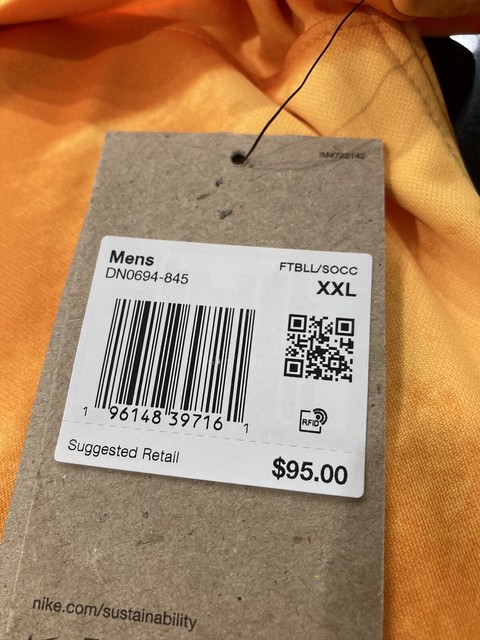 IM#722142
Mens
FTBLL/SOCC
DN0694-845
XXL
1 96148 39716 1
RFID
Suggested Retail
$95.00
nike.com/sustainability